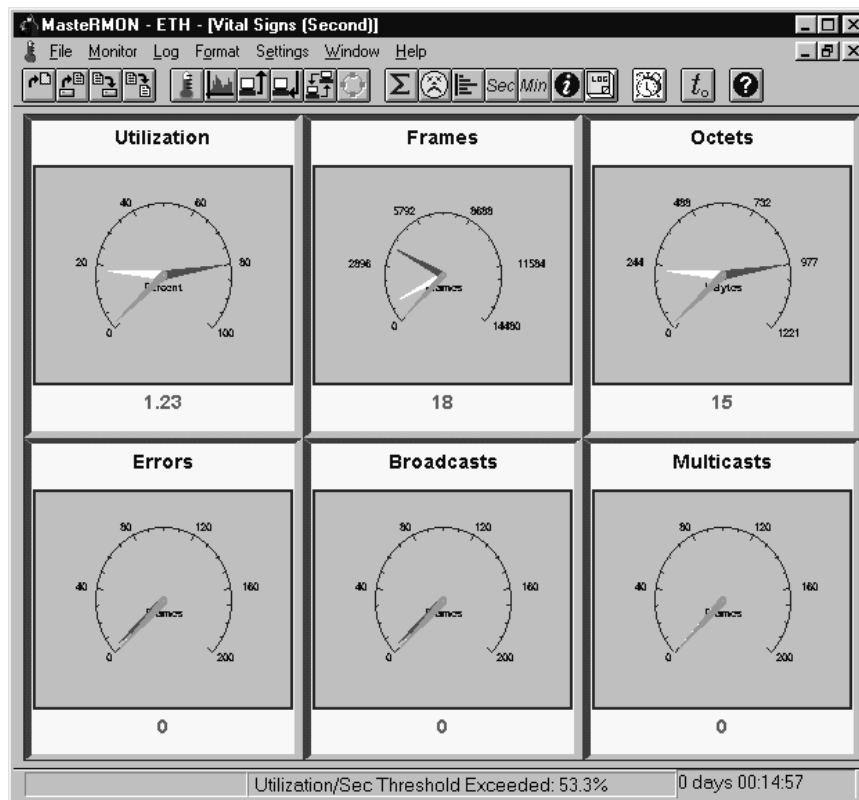 MasteRMON - ETH - [Vital Signs (Second)]
File Monitor Log Format Settings Window Help
Sec Min LOG t₀
Utilization
40 60
20 80
Percent
0 100
1.23
Frames
5792 8688
2896 11584
Frames
0 14480
18
Octets
488 732
244 977
0 1221
15
Errors
80 120
40 160
Frames
0 200
0
Broadcasts
80 120
40 160
Frames
0 200
0
Multicasts
80 120
40 160
Frames
0 200
0
Utilization/Sec Threshold Exceeded: 53.3%
0 days 00:14:57